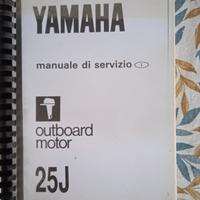 YAMAHA
manuale di servizio I
outboard
motor
25J